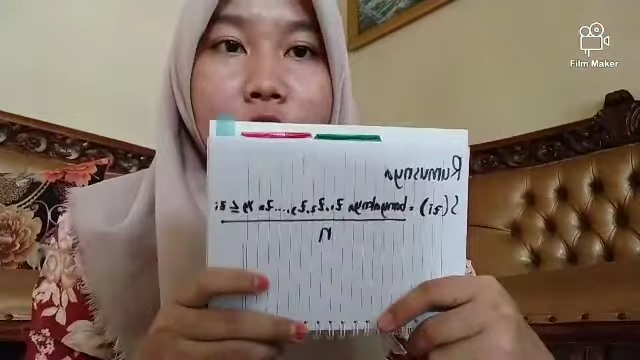 Film Maker
Rumusnya
S(zi) = banyaknya z₁, z₂, z₃, ... zₙ yg ≤ zi
n